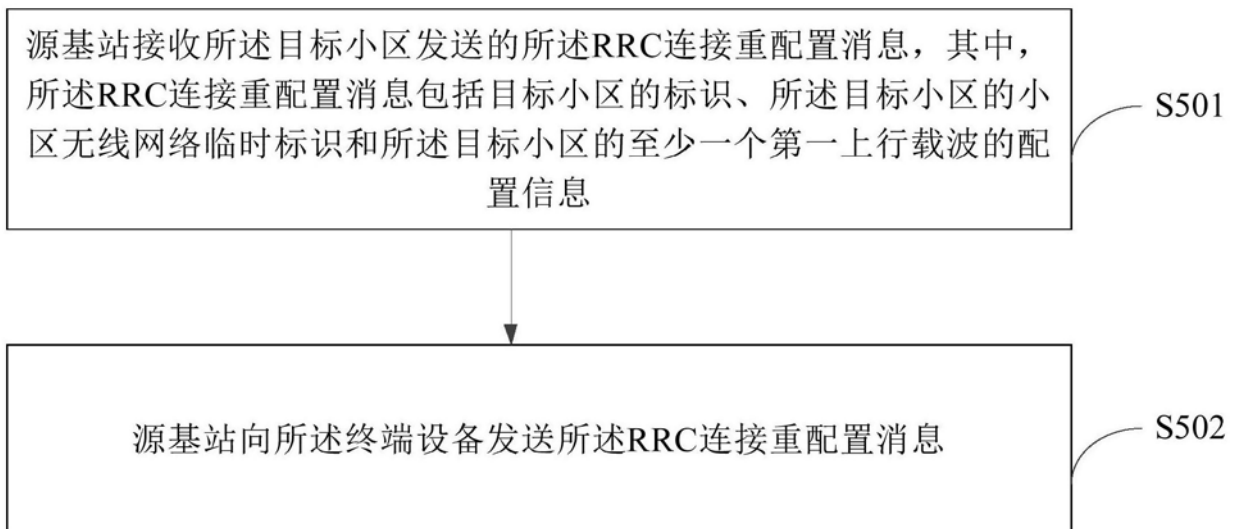 源基站接收所述目标小区发送的所述RRC连接重配置消息，其中，
所述RRC连接重配置消息包括目标小区的标识、所述目标小区的小
区无线网络临时标识和所述目标小区的至少一个第一上行载波的配
置信息
S501
源基站向所述终端设备发送所述RRC连接重配置消息
S502